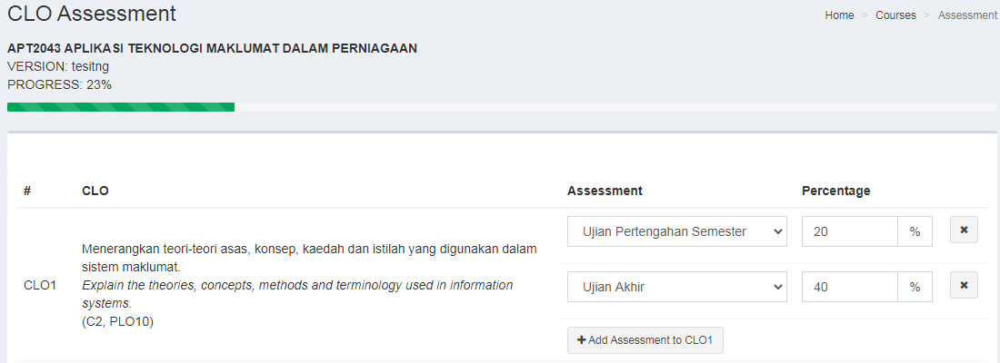 CLO Assessment
Home > Courses > Assessment
APT2043 APLIKASI TEKNOLOGI MAKLUMAT DALAM PERNIAGAAN
VERSION: tesitng
PROGRESS: 23%
# CLO Assessment Percentage
CLO1
Menerangkan teori-teori asas, konsep, kaedah dan istilah yang digunakan dalam
sistem maklumat.
Explain the theories, concepts, methods and terminology used in information
systems.
(C2, PLO10)
Ujian Pertengahan Semester 20 %
Ujian Akhir 40 %
Add Assessment to CLO1